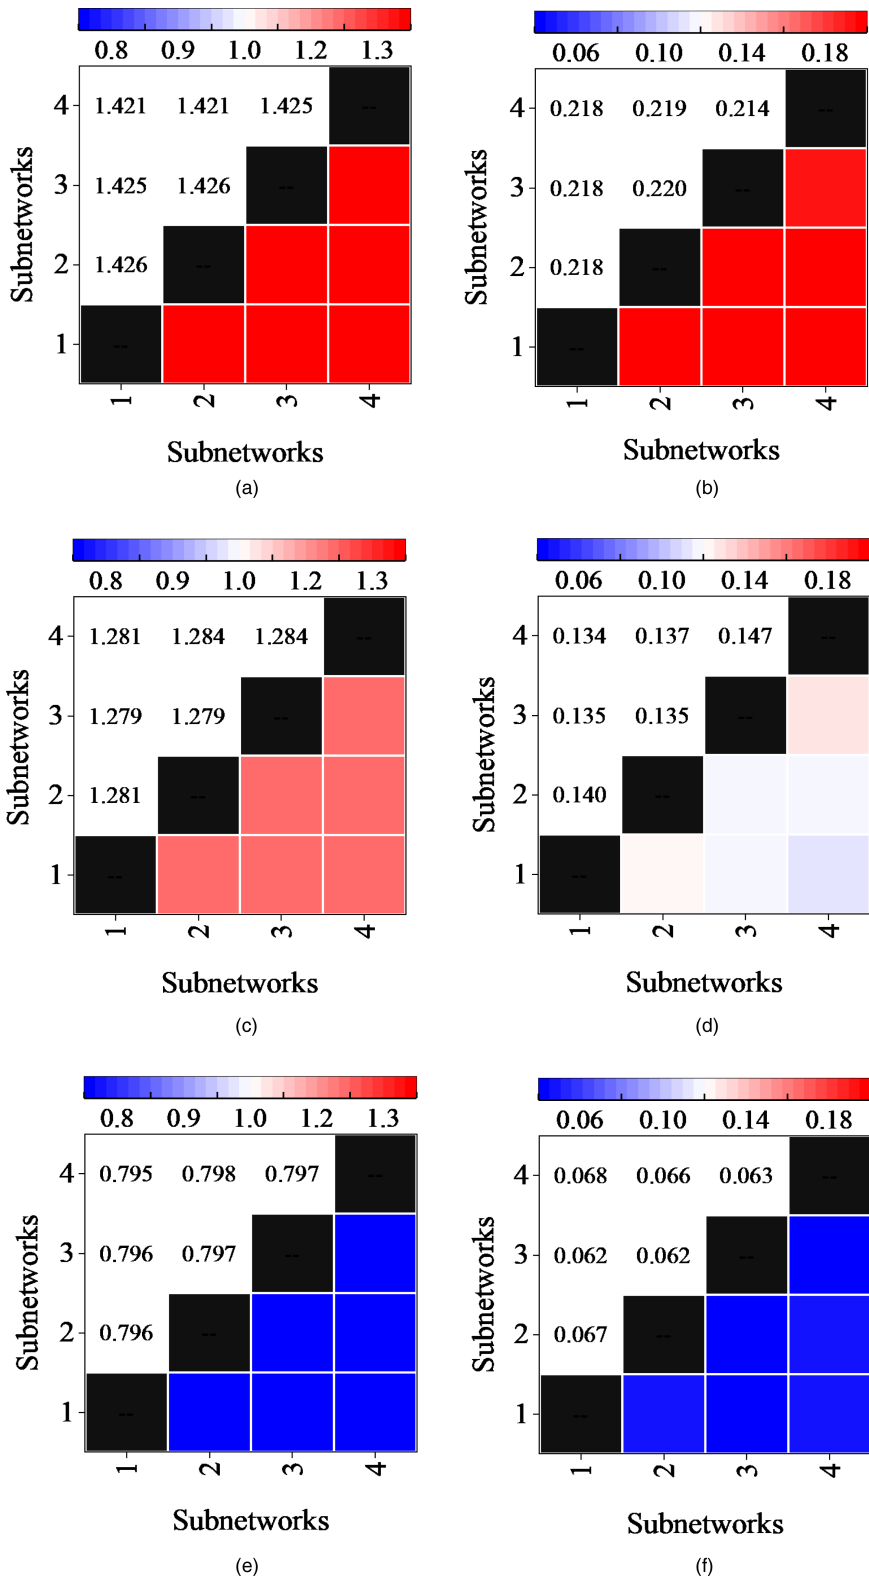 0.8 0.9 1.0 1.2 1.3
4 1.421 1.421 1.425 --
3 1.425 1.426 --
2 1.426 --
1 --
1 2 3 4
Subnetworks
Subnetworks
(a)
0.06 0.10 0.14 0.18
4 0.218 0.219 0.214 --
3 0.218 0.220 --
2 0.218 --
1 --
1 2 3 4
Subnetworks
Subnetworks
(b)
0.8 0.9 1.0 1.2 1.3
4 1.281 1.284 1.284 --
3 1.279 1.279 --
2 1.281 --
1 --
1 2 3 4
Subnetworks
Subnetworks
(c)
0.06 0.10 0.14 0.18
4 0.134 0.137 0.147 --
3 0.135 0.135 --
2 0.140 --
1 --
1 2 3 4
Subnetworks
Subnetworks
(d)
0.8 0.9 1.0 1.2 1.3
4 0.795 0.798 0.797 --
3 0.796 0.797 --
2 0.796 --
1 --
1 2 3 4
Subnetworks
Subnetworks
(e)
0.06 0.10 0.14 0.18
4 0.068 0.066 0.063 --
3 0.062 0.062 --
2 0.067 --
1 --
1 2 3 4
Subnetworks
Subnetworks
(f)